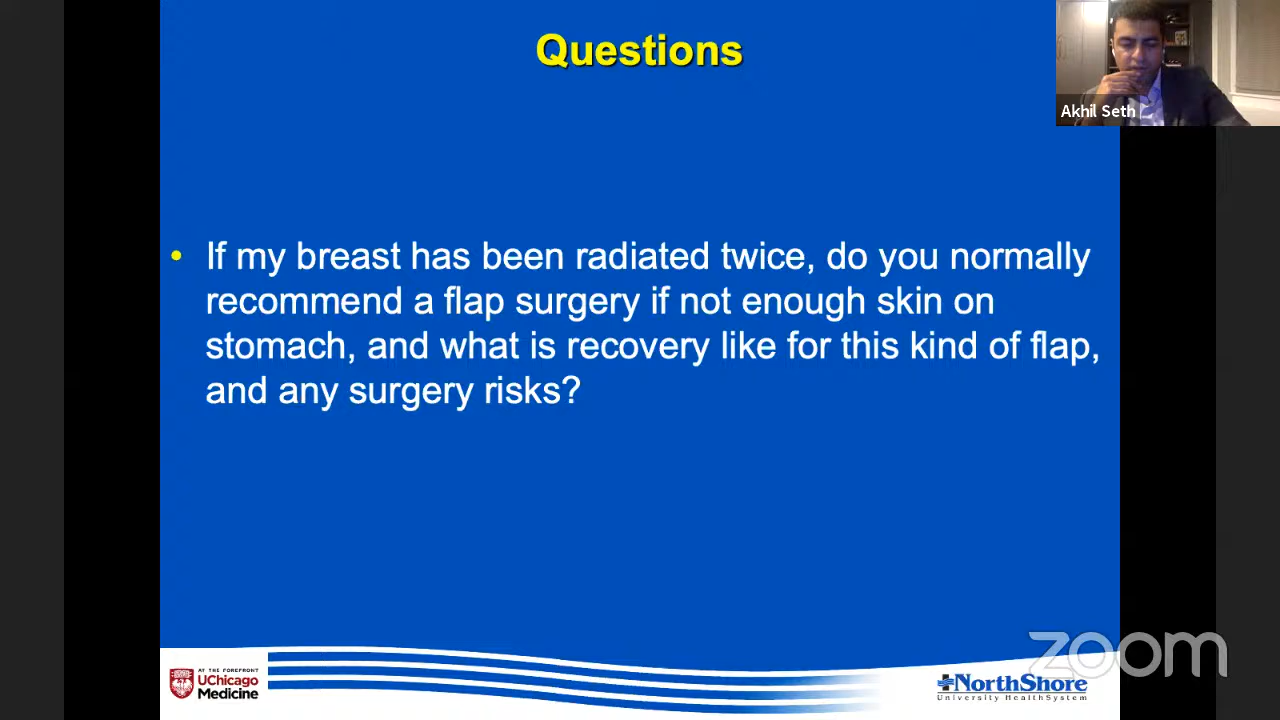 Questions
Akhil Seth
• If my breast has been radiated twice, do you normally
recommend a flap surgery if not enough skin on
stomach, and what is recovery like for this kind of flap,
and any surgery risks?
zoom
AT THE FOREFRONT
UChicago
Medicine
NorthShore
University HealthSystem